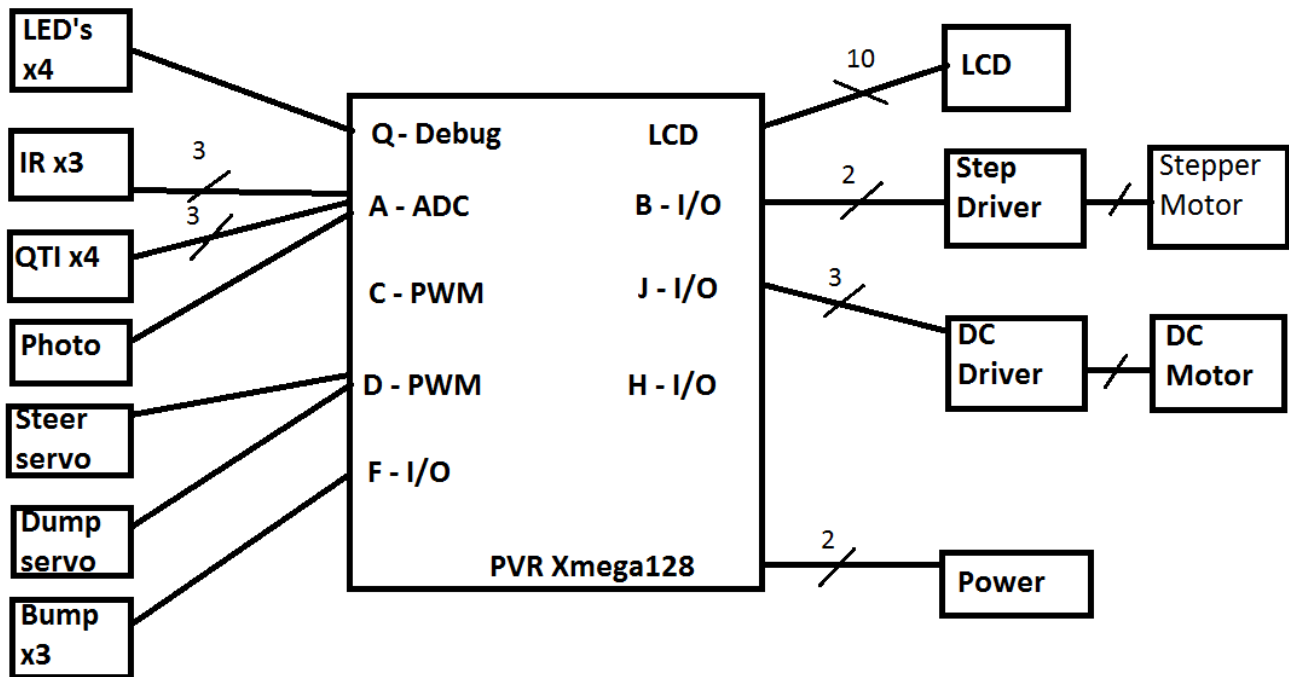 LED's
x4
IR x3
3
3
QTI x4
Photo
Steer
servo
Dump
servo
Bump
x3
Q - Debug
A - ADC
C - PWM
D - PWM
F - I/O
LCD
B - I/O
J - I/O
H - I/O
PVR Xmega128
10
LCD
2
Step
Driver
Stepper
Motor
3
DC
Driver
DC
Motor
2
Power